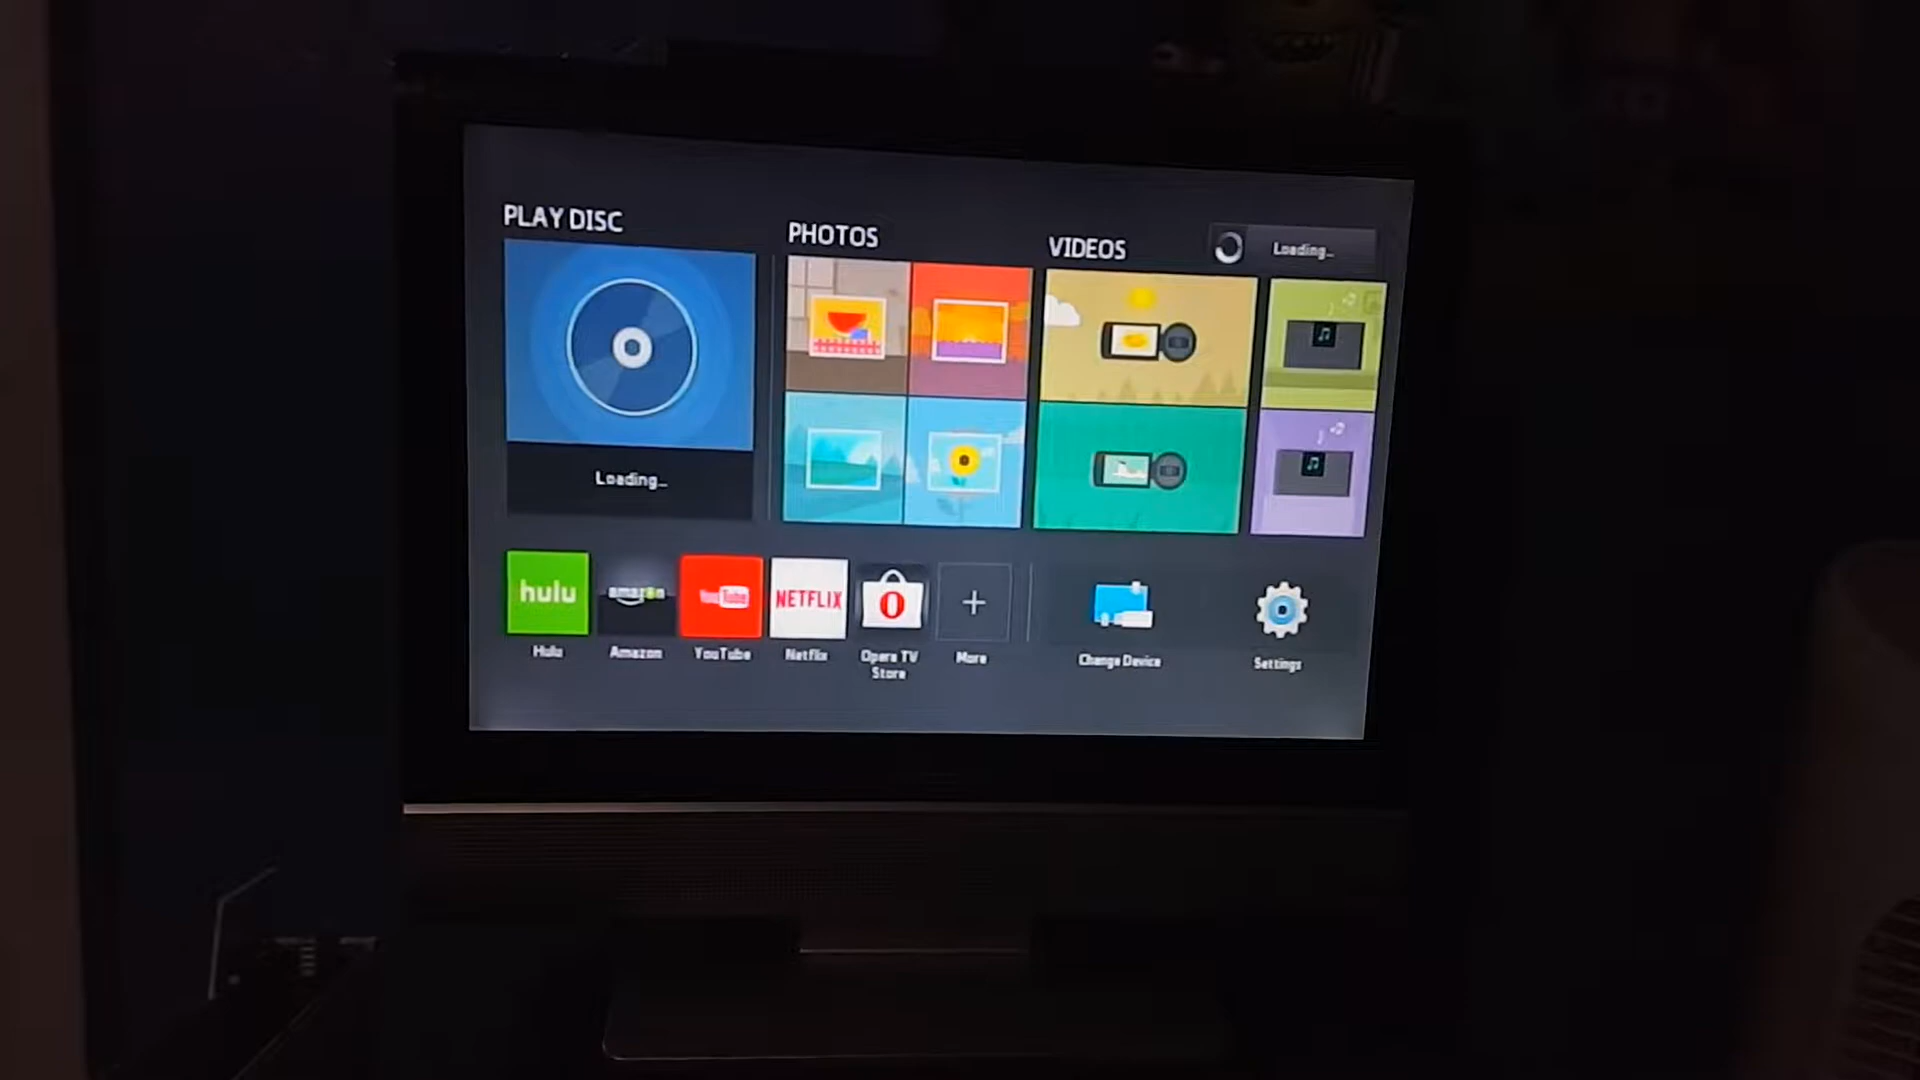 PLAY DISC
PHOTOS
VIDEOS
Loading...
Loading...
hulu
amazon
YouTube
NETFLIX
Hulu
Amazon
YouTube
Netflix
Opera TV
Store
More
Change Device
Settings